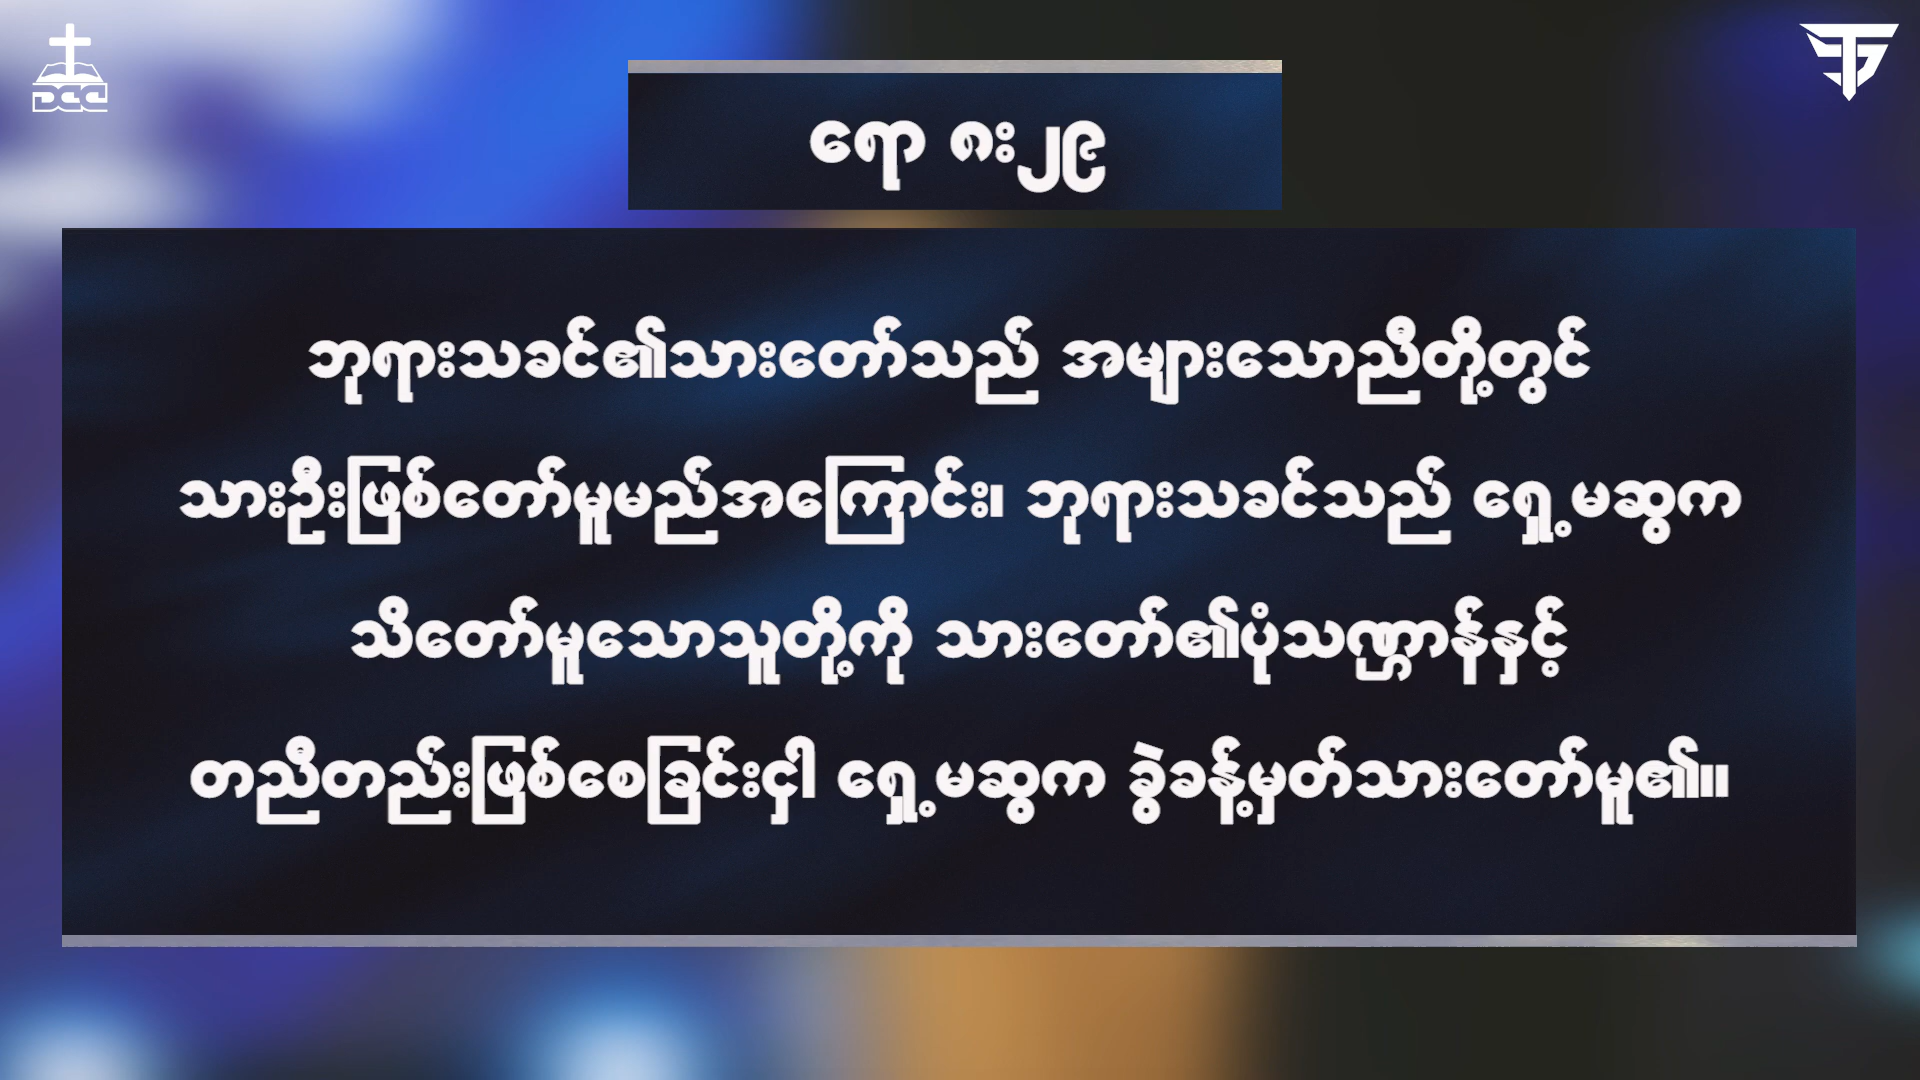 DCC
ရော ၈း၂၉
ဘုရားသခင်၏သားတော်သည် အများသောညီတို့တွင်
သားဦးဖြစ်တော်မူမည်အကြောင်း၊ ဘုရားသခင်သည် ရှေ့မဆွက
သိတော်မူသောသူတို့ကို သားတော်၏ပုံသဏ္ဌာန်နှင့်
တညီတည်းဖြစ်စေခြင်းငှါ ရှေ့မဆွက ခွဲခန့်မှတ်သားတော်မူ၏။